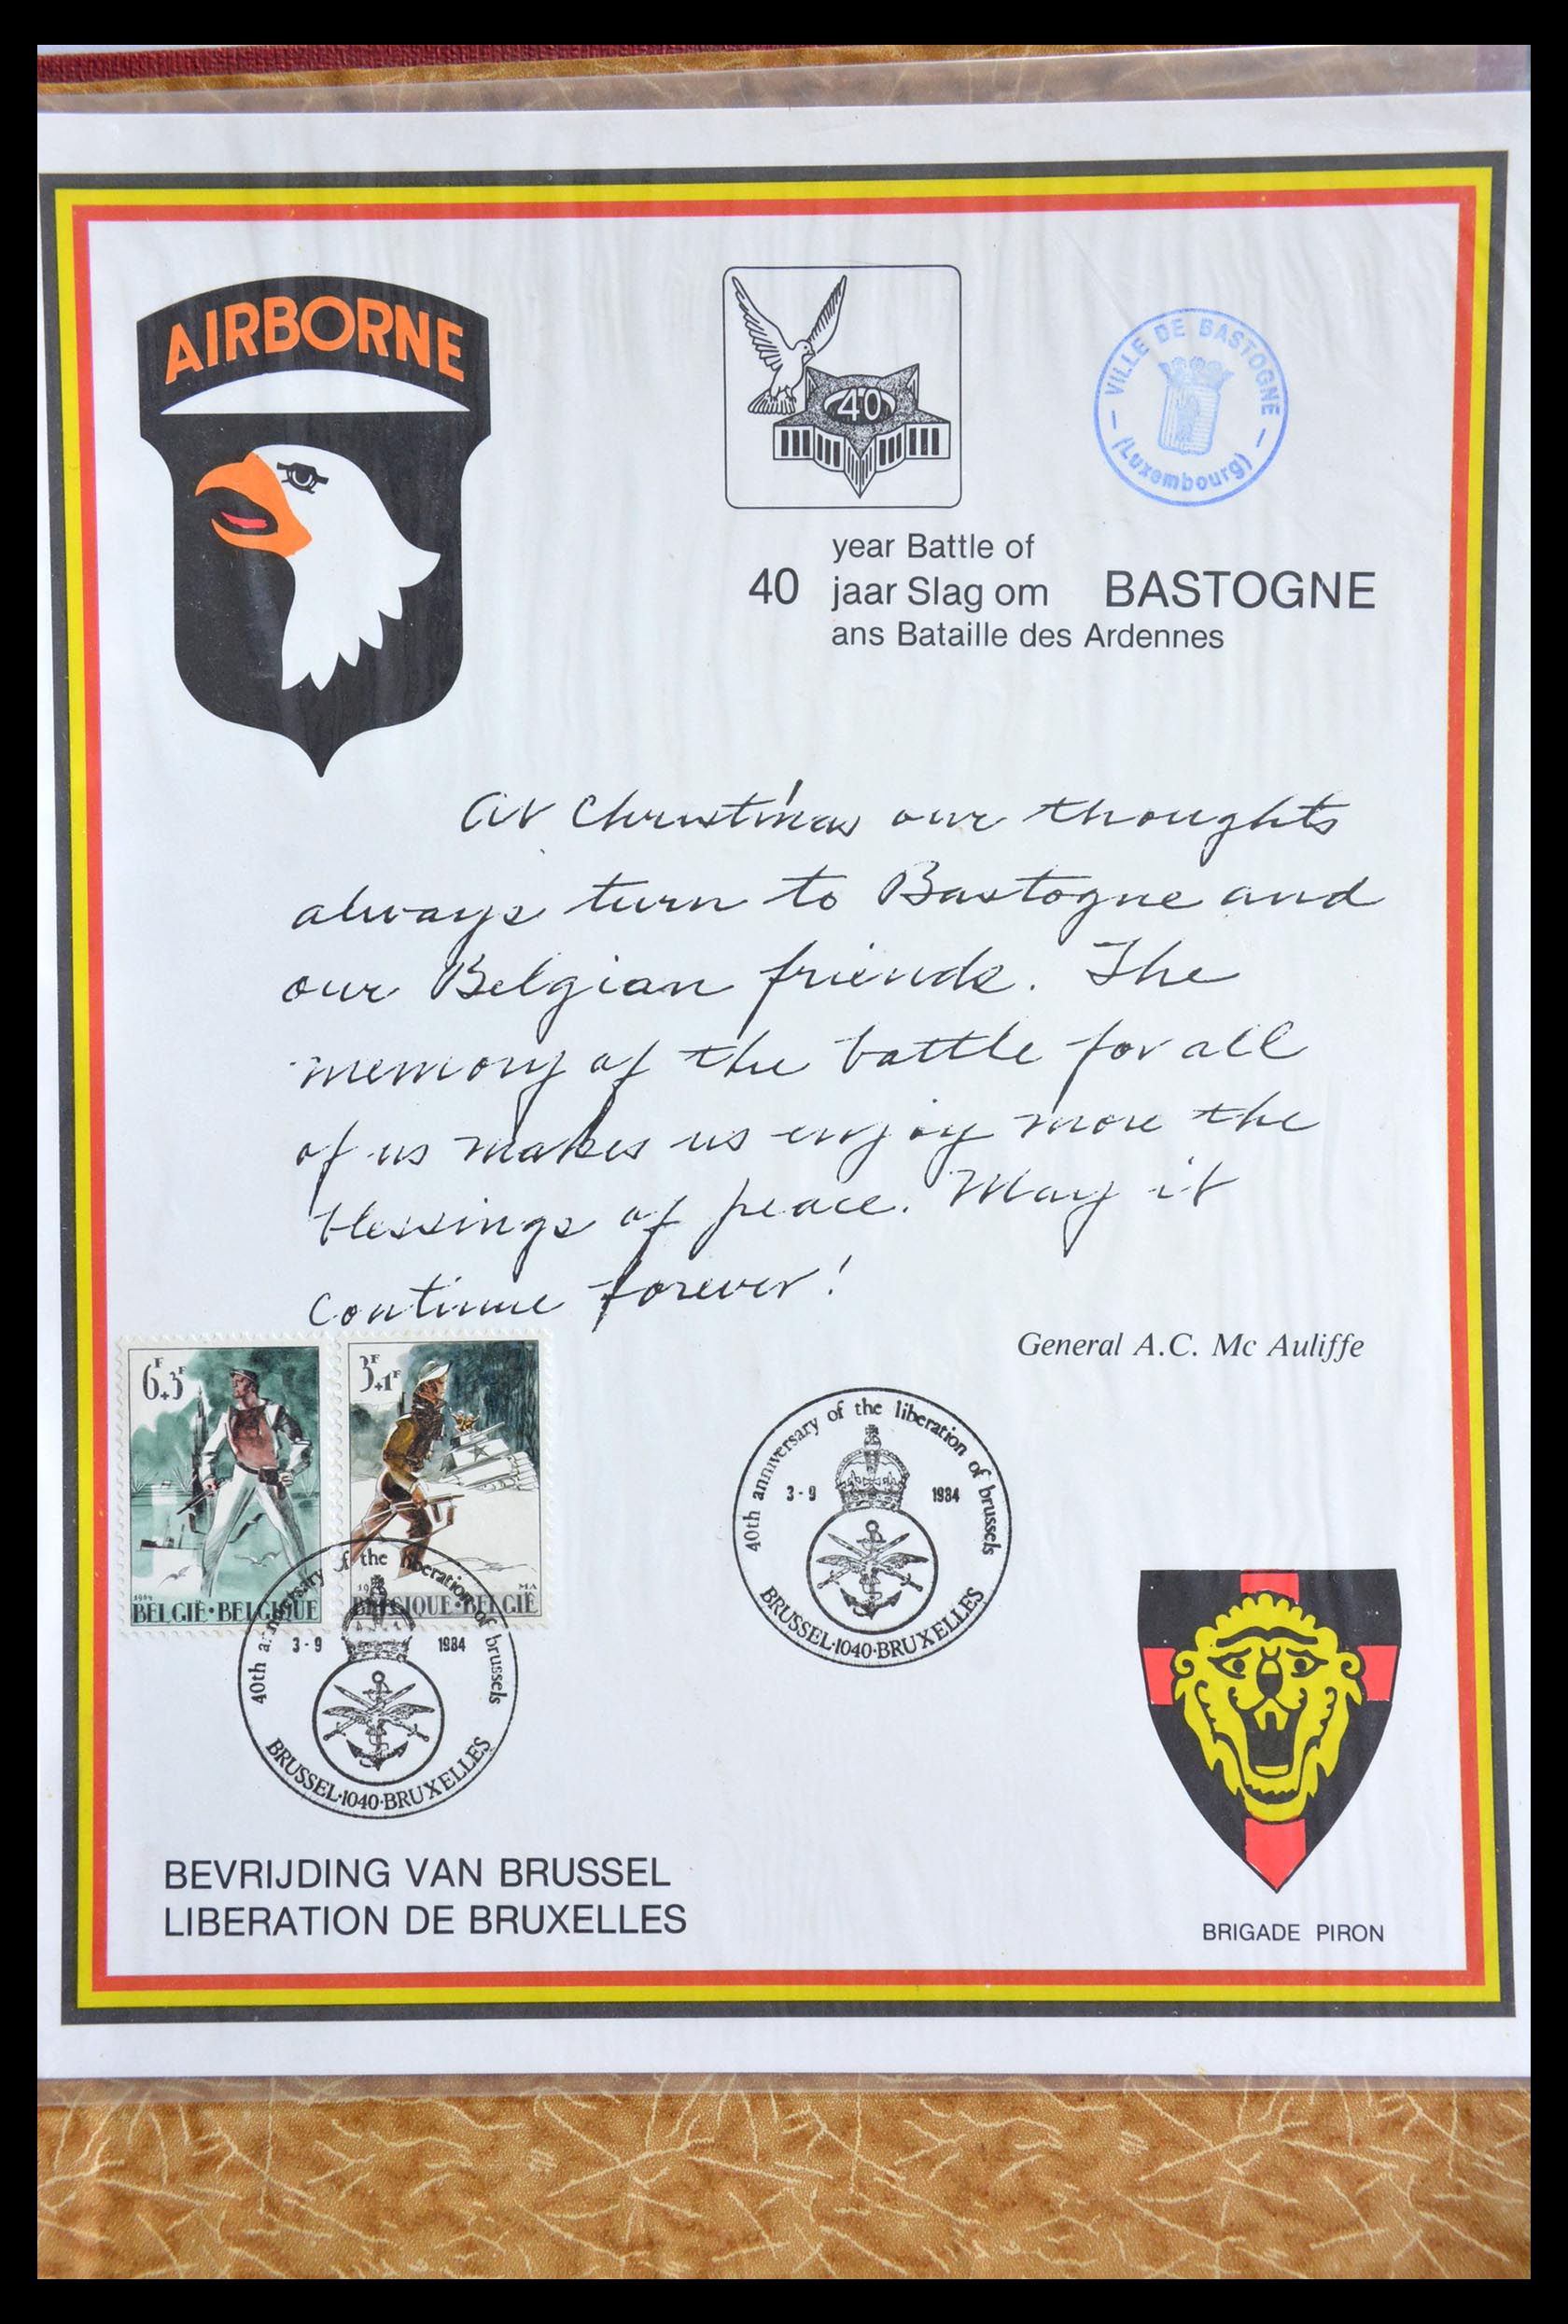 AIRBORNE
40
VILLE DE BASTOGNE
(Luxembourg)
year Battle of
40 jaar Slag om BASTOGNE
ans Bataille des Ardennes
At Christmas our thoughts
always turn to Bastogne and
our Belgian friends. The
memory of the battle for all
of us makes us enjoy more the
blessings of peace. May it
continue forever!
General A.C. Mc Auliffe
6F+3F
1964
BELGIË·BELGIQUE
3F+1F
MA
BELGIQUE·BELGIË
40th anniversary of the liberation of brussels
3-9 1984
BRUSSEL·1040·BRUXELLES
40th anniversary of the liberation of brussels
3-9 1984
BRUSSEL·1040·BRUXELLES
BEVRIJDING VAN BRUSSEL
LIBERATION DE BRUXELLES
BRIGADE PIRON